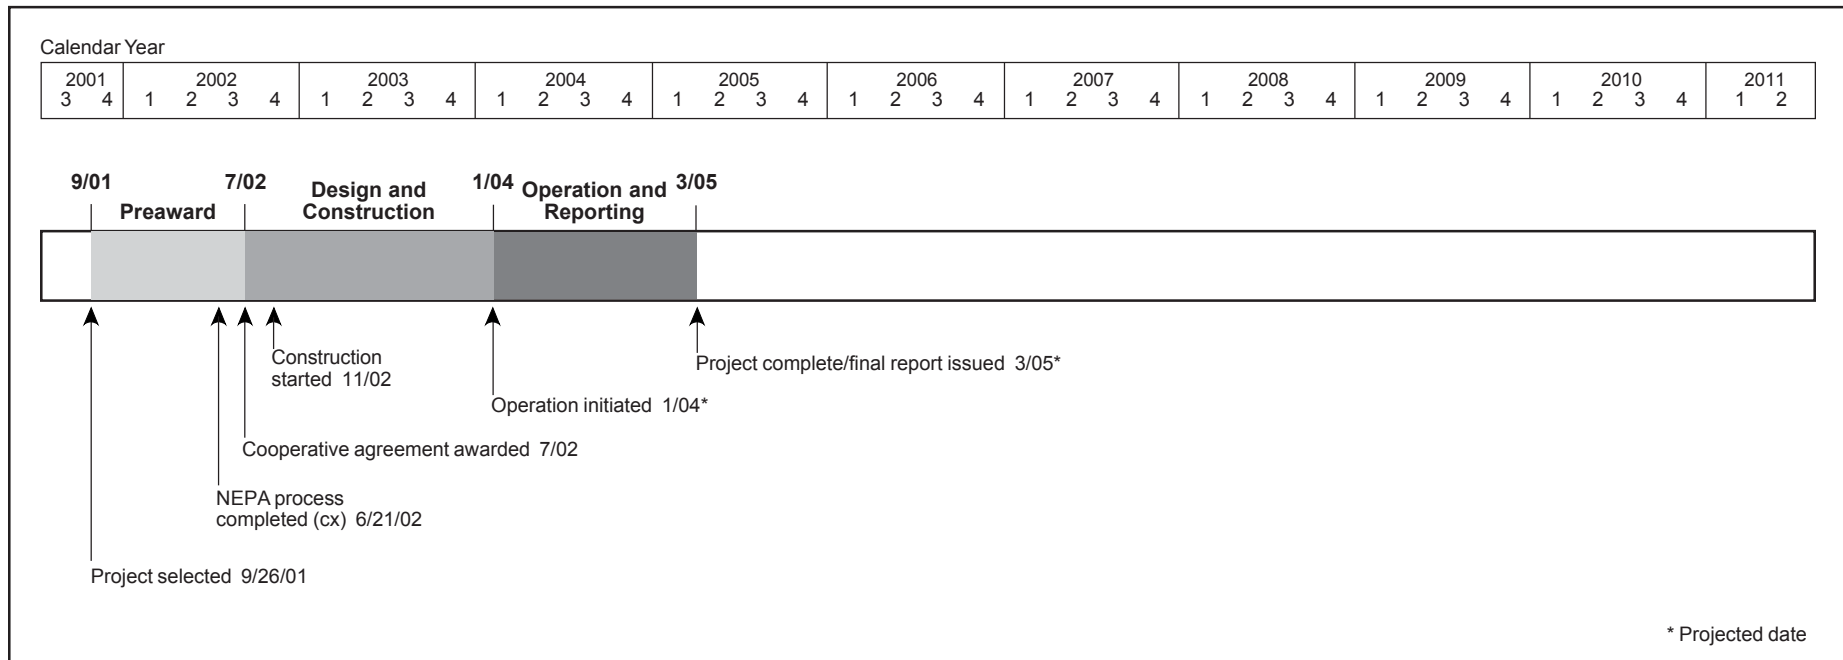 Calendar Year
2001 2002 2003 2004 2005 2006 2007 2008 2009 2010 2011
3 4 1 2 3 4 1 2 3 4 1 2 3 4 1 2 3 4 1 2 3 4 1 2 3 4 1 2 3 4 1 2 3 4 1 2 3 4 1 2
9/01 7/02 1/04 3/05
Preaward
Design and
Construction
Operation and
Reporting
Construction
started 11/02
Project complete/final report issued 3/05*
Operation initiated 1/04*
Cooperative agreement awarded 7/02
NEPA process
completed (cx) 6/21/02
Project selected 9/26/01
* Projected date